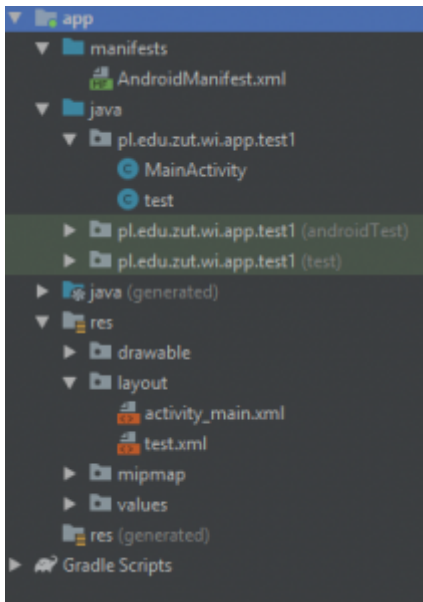 app
manifests
AndroidManifest.xml
java
pl.edu.zut.wi.app.test1
MainActivity
test
pl.edu.zut.wi.app.test1 (androidTest)
pl.edu.zut.wi.app.test1 (test)
java (generated)
res
drawable
layout
activity_main.xml
test.xml
mipmap
values
res (generated)
Gradle Scripts